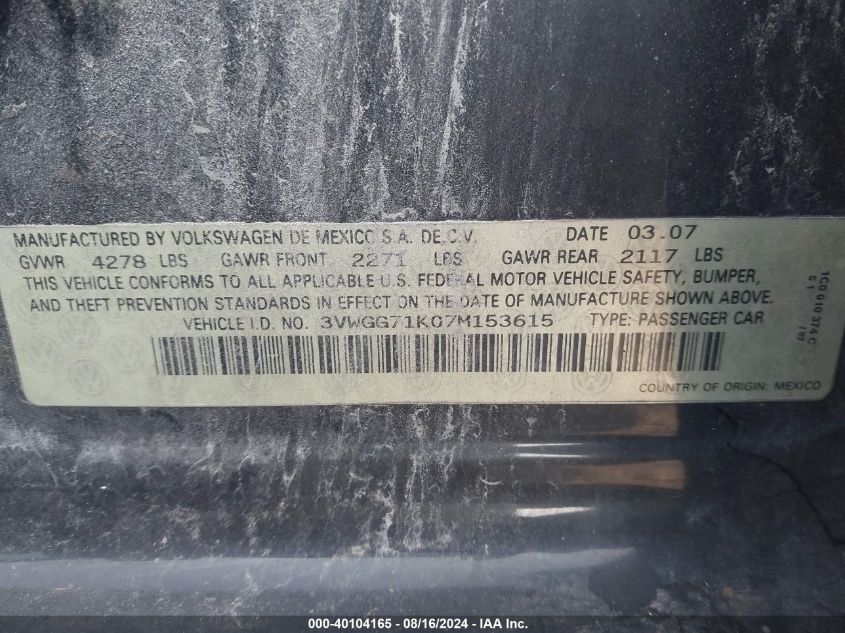 MANUFACTURED BY VOLKSWAGEN DE MEXICO S.A. DE C.V. DATE 03.07
GVWR 4278 LBS GAWR FRONT 2271 LBS GAWR REAR 2117 LBS
THIS VEHICLE CONFORMS TO ALL APPLICABLE U.S. FEDERAL MOTOR VEHICLE SAFETY, BUMPER,
AND THEFT PREVENTION STANDARDS IN EFFECT ON THE DATE OF MANUFACTURE SHOWN ABOVE.
VEHICLE I.D. NO. 3VWGG71K07M153615 TYPE: PASSENGER CAR
COUNTRY OF ORIGIN: MEXICO
1C0 010 374 C
000-40104165 - 08/16/2024 - IAA Inc.